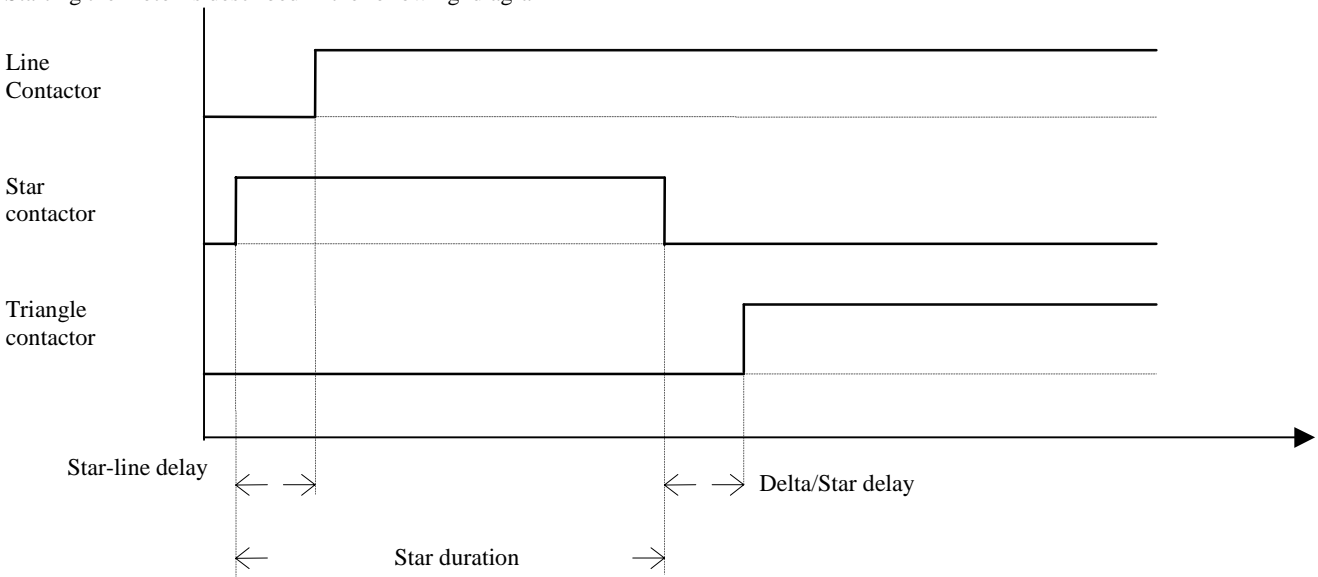 Line
Contactor
Star
contactor
Triangle
contactor
Star-line delay
Delta/Star delay
Star duration